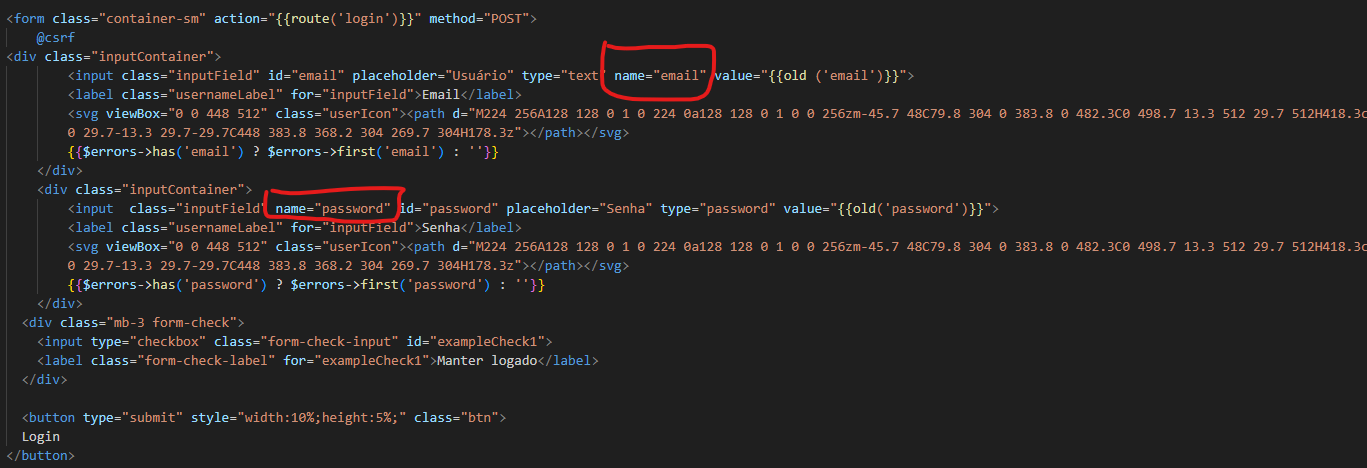 <form class="container-sm" action="{{route('login')}}" method="POST">
@csrf
<div class="inputContainer">
<input class="inputField" id="email" placeholder="Usuário" type="text" name="email" value="{{old ('email')}}">
<label class="usernameLabel" for="inputField">Email</label>
<svg viewBox="0 0 448 512" class="userIcon"><path d="M224 256A128 128 0 1 0 224 0a128 128 0 1 0 0 256zm-45.7 48C79.8 304 0 383.8 0 482.3C0 498.7 13.3 512 29.7 512H418.3c
0 29.7-13.3 29.7-29.7C448 383.8 368.2 304 269.7 304H178.3z"></path></svg>
{{$errors->has('email') ? $errors->first('email') : ''}}
</div>
<div class="inputContainer">
<input  class="inputField" name="password" id="password" placeholder="Senha" type="password" value="{{old('password')}}">
<label class="usernameLabel" for="inputField">Senha</label>
<svg viewBox="0 0 448 512" class="userIcon"><path d="M224 256A128 128 0 1 0 224 0a128 128 0 1 0 0 256zm-45.7 48C79.8 304 0 383.8 0 482.3C0 498.7 13.3 512 29.7 512H418.3c
0 29.7-13.3 29.7-29.7C448 383.8 368.2 304 269.7 304H178.3z"></path></svg>
{{$errors->has('password') ? $errors->first('password') : ''}}
</div>
<div class="mb-3 form-check">
<input type="checkbox" class="form-check-input" id="exampleCheck1">
<label class="form-check-label" for="exampleCheck1">Manter logado</label>
</div>
<button type="submit" style="width:10%;height:5%;" class="btn">
Login
</button>